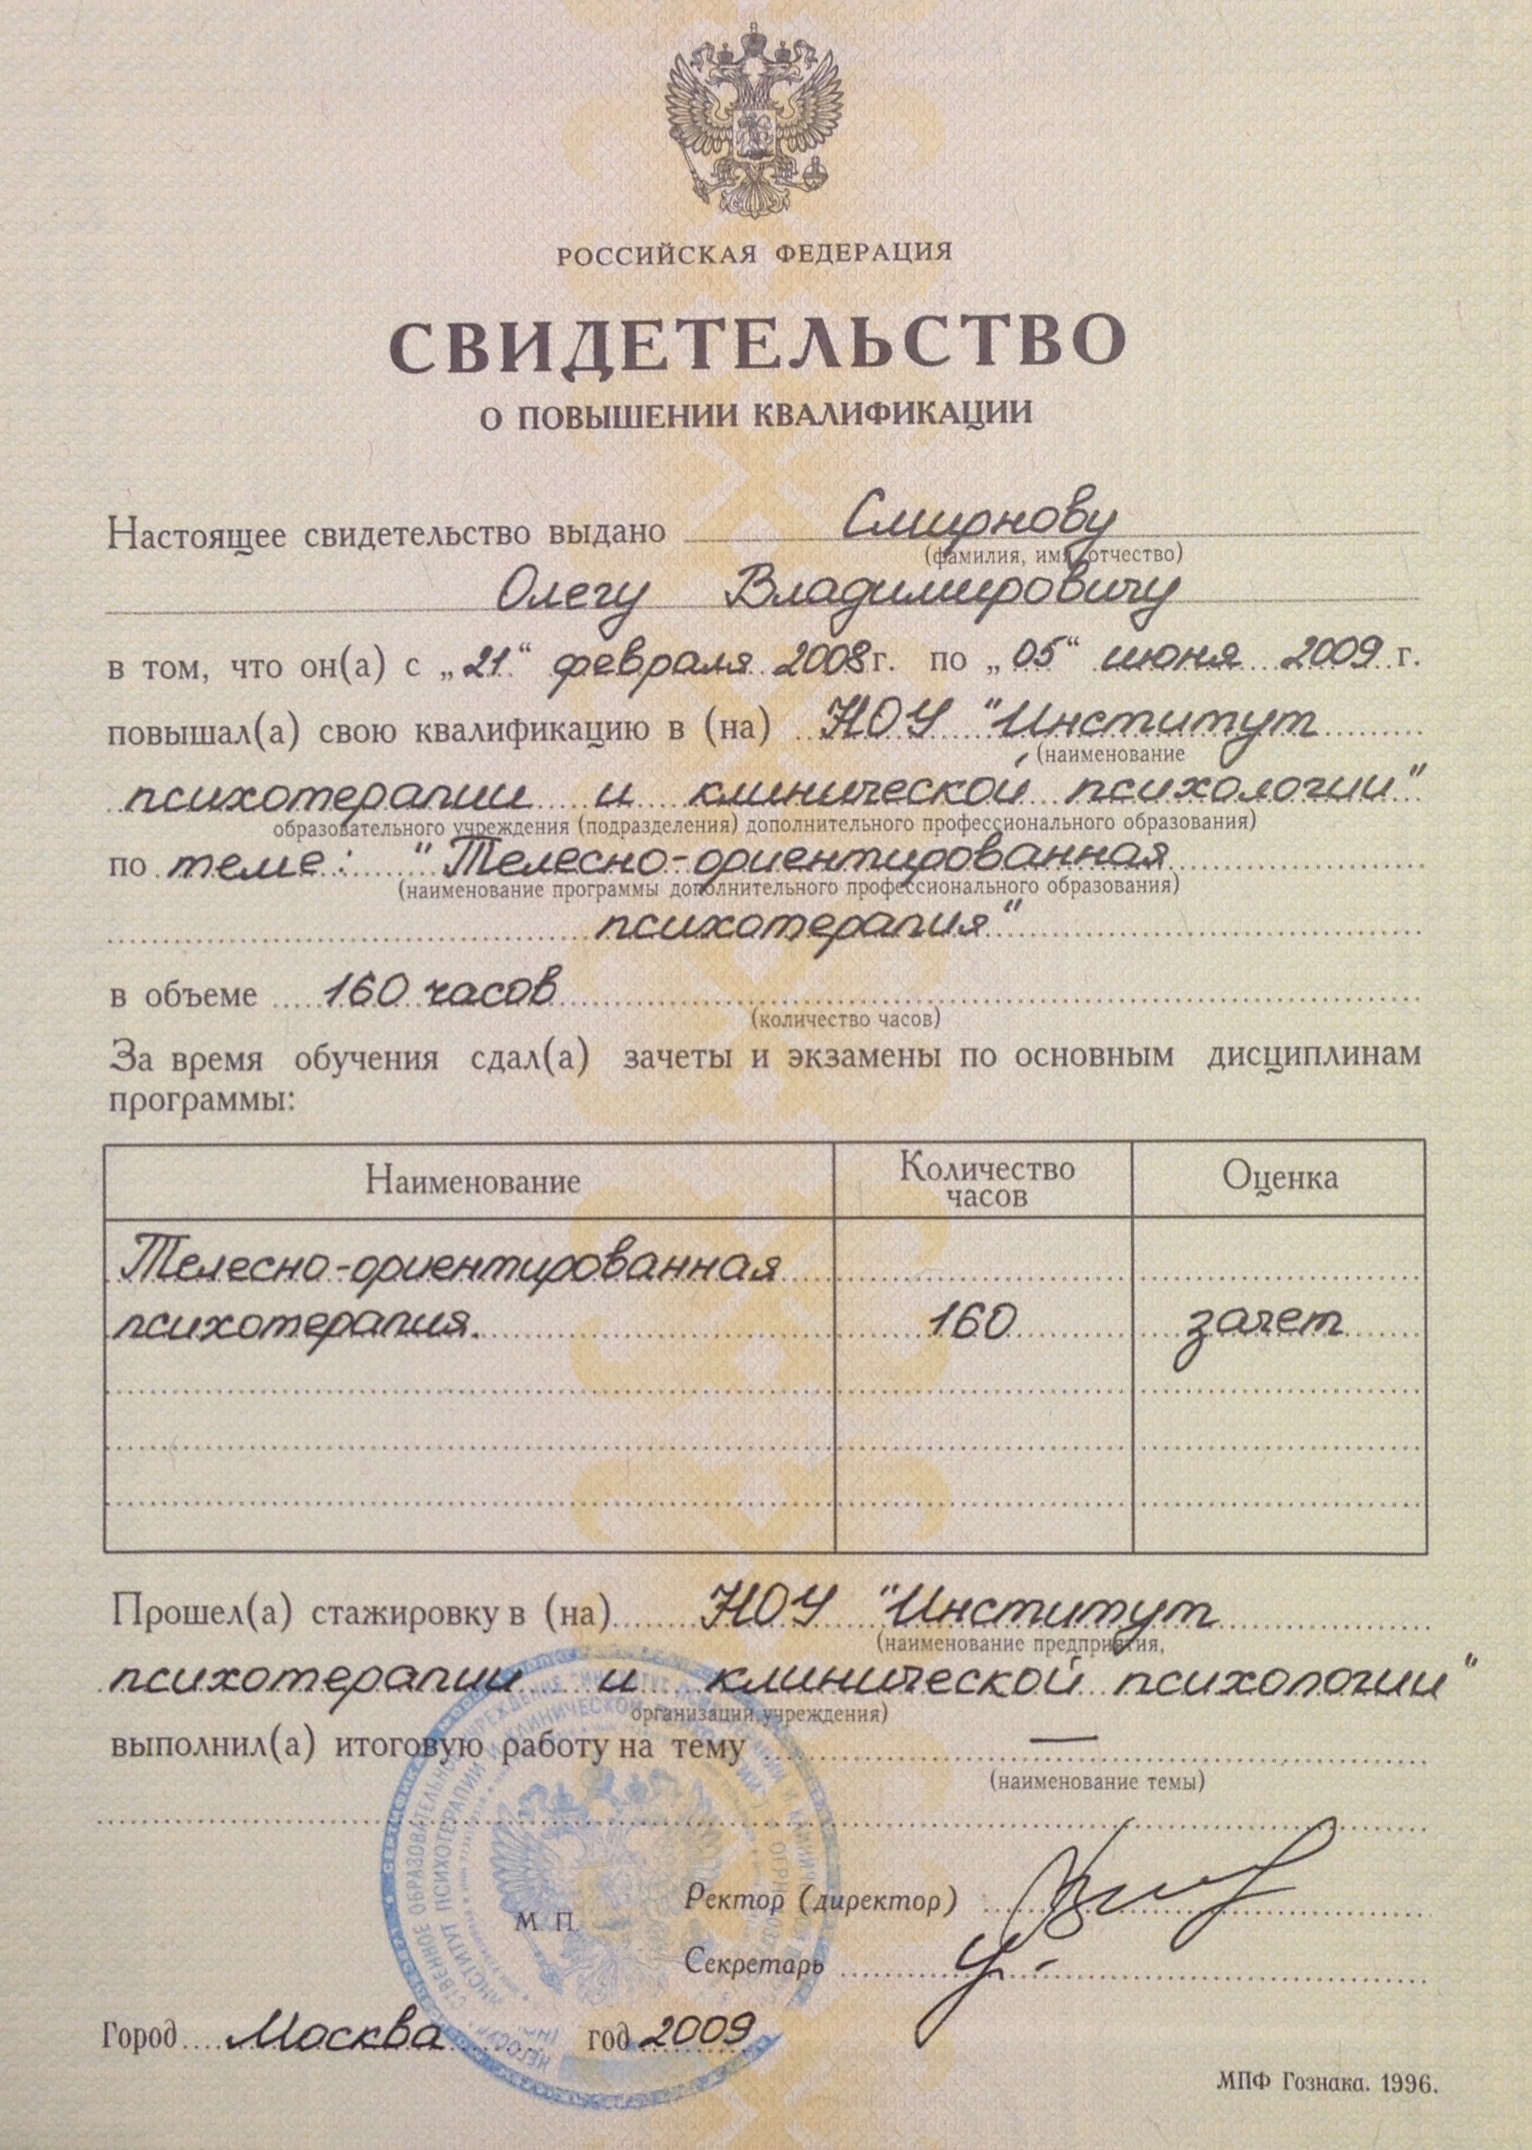 РОССИЙСКАЯ ФЕДЕРАЦИЯ
СВИДЕТЕЛЬСТВО
О ПОВЫШЕНИИ КВАЛИФИКАЦИИ
Настоящее свидетельство выдано Смирнову
(фамилия, имя, отчество)
Олегу Владимировичу
в том, что он(а) с „21“ февраля 2008 г. по „05“ июня 2009 г.
повышал(а) свою квалификацию в (на) НОУ "Институт
(наименование
психотерапии и клинической психологии"
образовательного учреждения (подразделения) дополнительного профессионального образования)
по теме: "Телесно-ориентированная
(наименование программы дополнительного профессионального образования)
психотерапия"
в объеме 160 часов
(количество часов)
За время обучения сдал(а) зачеты и экзамены по основным дисциплинам
программы:
Наименование Количество часов Оценка
Телесно-ориентированная
психотерапия. 160 зачет
Прошел(а) стажировку в (на) НОУ "Институт
(наименование предприятия,
психотерапии и клинической психологии"
организации, учреждения)
выполнил(а) итоговую работу на тему —
(наименование темы)
Ректор (директор)
М. П.
Секретарь
Город Москва год 2009
МПФ Гознака. 1996.